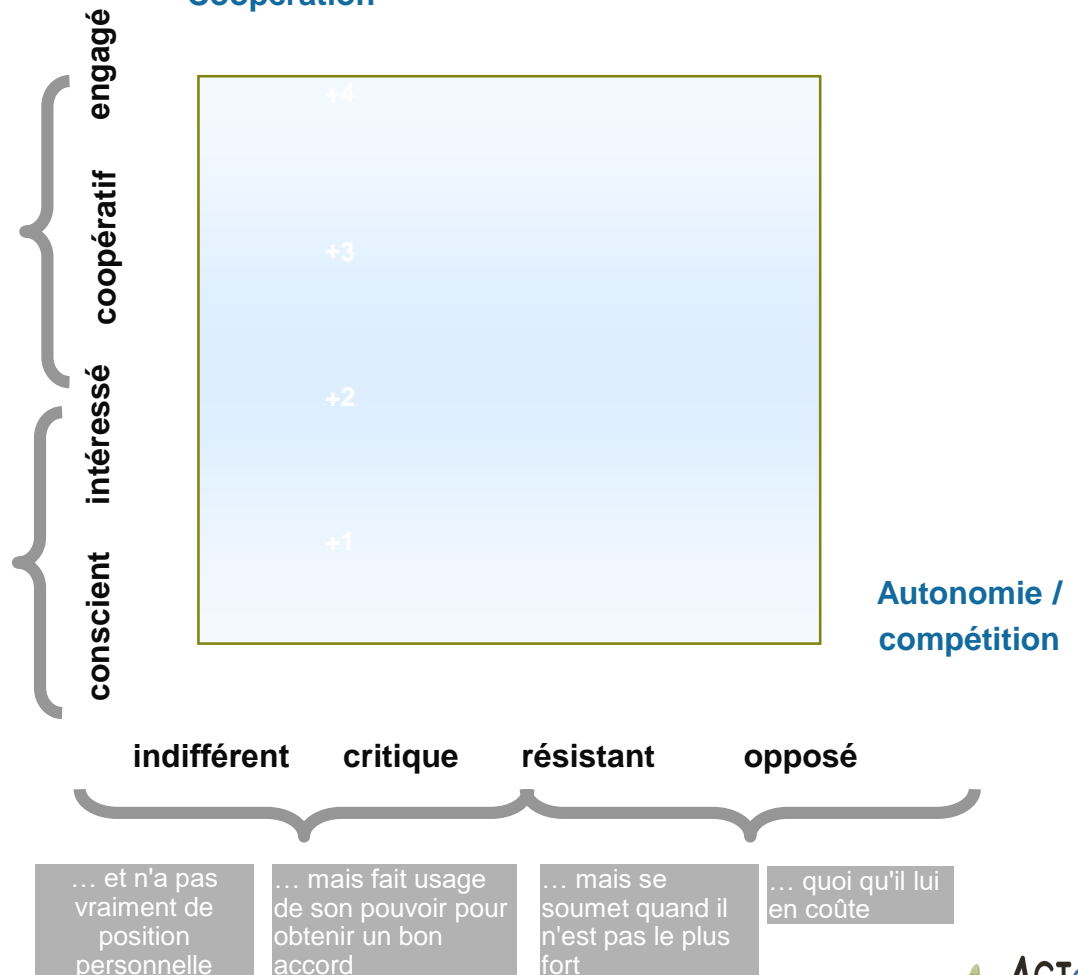 Coopération
engagé
coopératif
intéressé
conscient
+4
+3
+2
+1
Autonomie /
compétition
indifférent critique résistant opposé
… et n'a pas
vraiment de
position
personnelle
… mais fait usage
de son pouvoir pour
obtenir un bon
accord
… mais se
soumet quand il
n'est pas le plus
fort
… quoi qu'il lui
en coûte